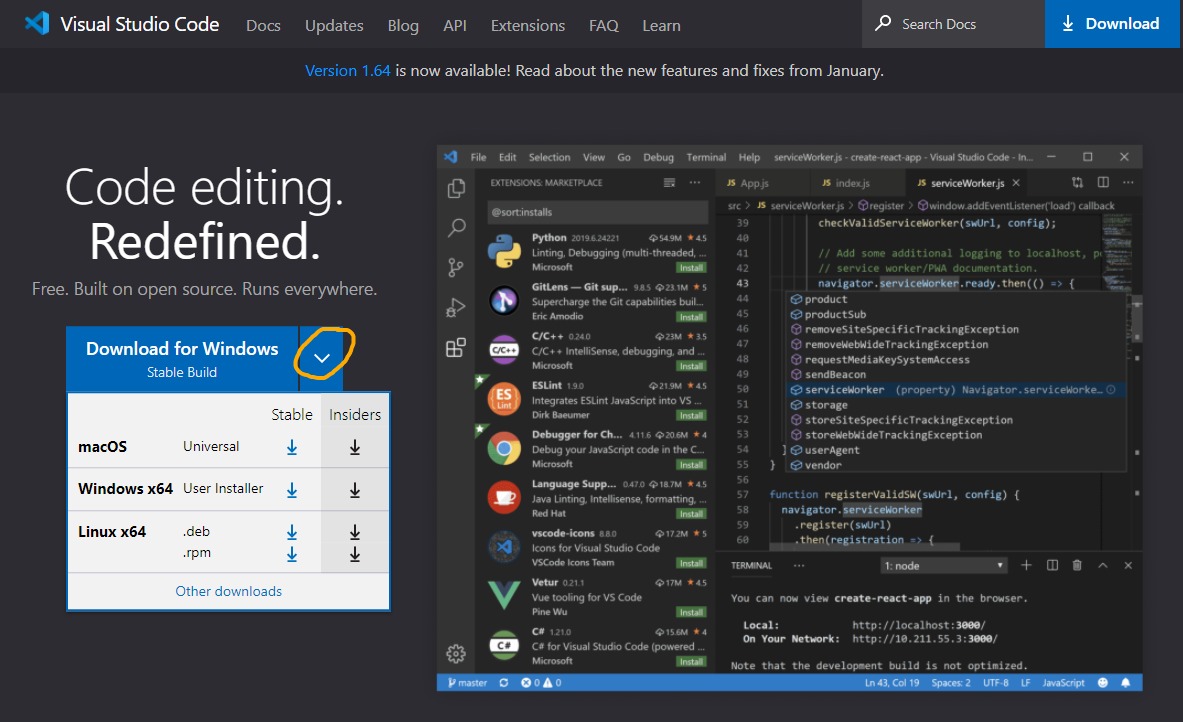 Visual Studio Code Docs Updates Blog API Extensions FAQ Learn Search Docs Download
Version 1.64 is now available! Read about the new features and fixes from January.
Code editing.
Redefined.
Free. Built on open source. Runs everywhere.
Download for Windows
Stable Build
Stable Insiders
macOS Universal
Windows x64 User Installer
Linux x64 .deb
.rpm
Other downloads
File Edit Selection View Go Debug Terminal Help serviceWorker.js - create-react-app - Visual Studio Code - In...
EXTENSIONS: MARKETPLACE
@sort:installs
Python 2019.6.24221 54.9M ★ 4.5
Linting, Debugging (multi-threaded, ...
Microsoft Install
GitLens — Git sup... 9.8.5 23.1M ★ 5
Supercharge the Git capabilities buil...
Eric Amodio Install
C/C++
C/C++ 0.24.0 23M ★ 3.5
C/C++ IntelliSense, debugging, and ...
Microsoft Install
ES
Lint
ESLint 1.9.0 21.9M ★ 4.5
Integrates ESLint JavaScript into VS ...
Dirk Baeumer Install
Debugger for Ch... 4.11.6 20.6M ★ 4
Debug your JavaScript code in the C...
Microsoft Install
Language Supp... 0.47.0 18.7M ★ 4.5
Java Linting, Intellisense, formatting, ...
Red Hat Install
vscode-icons 8.8.0 17.2M ★ 5
Icons for Visual Studio Code
VSCode Icons Team Install
Vetur 0.21.1 17M ★ 4.5
Vue tooling for VS Code
Pine Wu Install
C#
C# 1.21.0 15.6M ★ 4
C# for Visual Studio Code (powered ...
Microsoft Install
JS App.js JS index.js JS serviceWorker.js
src > JS serviceWorker.js > register > window.addEventListener('load') callback
39 checkValidServiceWorker(swUrl, config);
40
41 // Add some additional logging to localhost, po
42 // service worker/PWA documentation.
43 navigator.serviceWorker.ready.then(() => {
44 product
45 productSub
46 removeSiteSpecificTrackingException
47 removeWebWideTrackingException
48 requestMediaKeySystemAccess
49 sendBeacon
50 serviceWorker (property) Navigator.serviceWorke...
51 storage
52 storeSiteSpecificTrackingException
53 storeWebWideTrackingException
54 } userAgent
55 } vendor
56
57 function registerValidSW(swUrl, config) {
58 navigator.serviceWorker
59 .register(swUrl)
60 .then(registration => {
TERMINAL ... 1: node
You can now view create-react-app in the browser.
Local: http://localhost:3000/
On Your Network: http://10.211.55.3:3000/
Note that the development build is not optimized.
master 0 0 Ln 43, Col 19 Spaces: 2 UTF-8 LF JavaScript